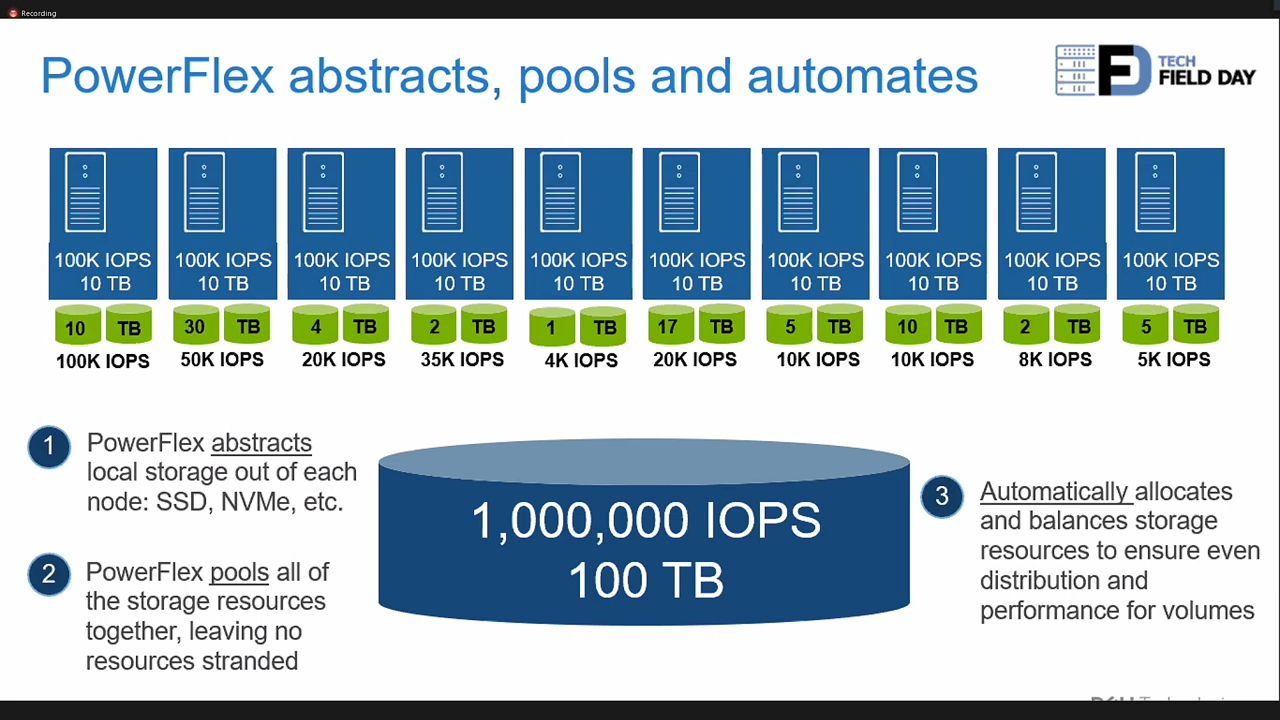 Recording
PowerFlex abstracts, pools and automates
TECH
FIELD DAY
100K IOPS 100K IOPS 100K IOPS 100K IOPS 100K IOPS 100K IOPS 100K IOPS 100K IOPS 100K IOPS 100K IOPS
10 TB 10 TB 10 TB 10 TB 10 TB 10 TB 10 TB 10 TB 10 TB 10 TB
10 TB 30 TB 4 TB 2 TB 1 TB 17 TB 5 TB 10 TB 2 TB 5 TB
100K IOPS 50K IOPS 20K IOPS 35K IOPS 4K IOPS 20K IOPS 10K IOPS 10K IOPS 8K IOPS 5K IOPS
1
PowerFlex abstracts
local storage out of each
node: SSD, NVMe, etc.
2
PowerFlex pools all of
the storage resources
together, leaving no
resources stranded
1,000,000 IOPS
100 TB
3
Automatically allocates
and balances storage
resources to ensure even
distribution and
performance for volumes